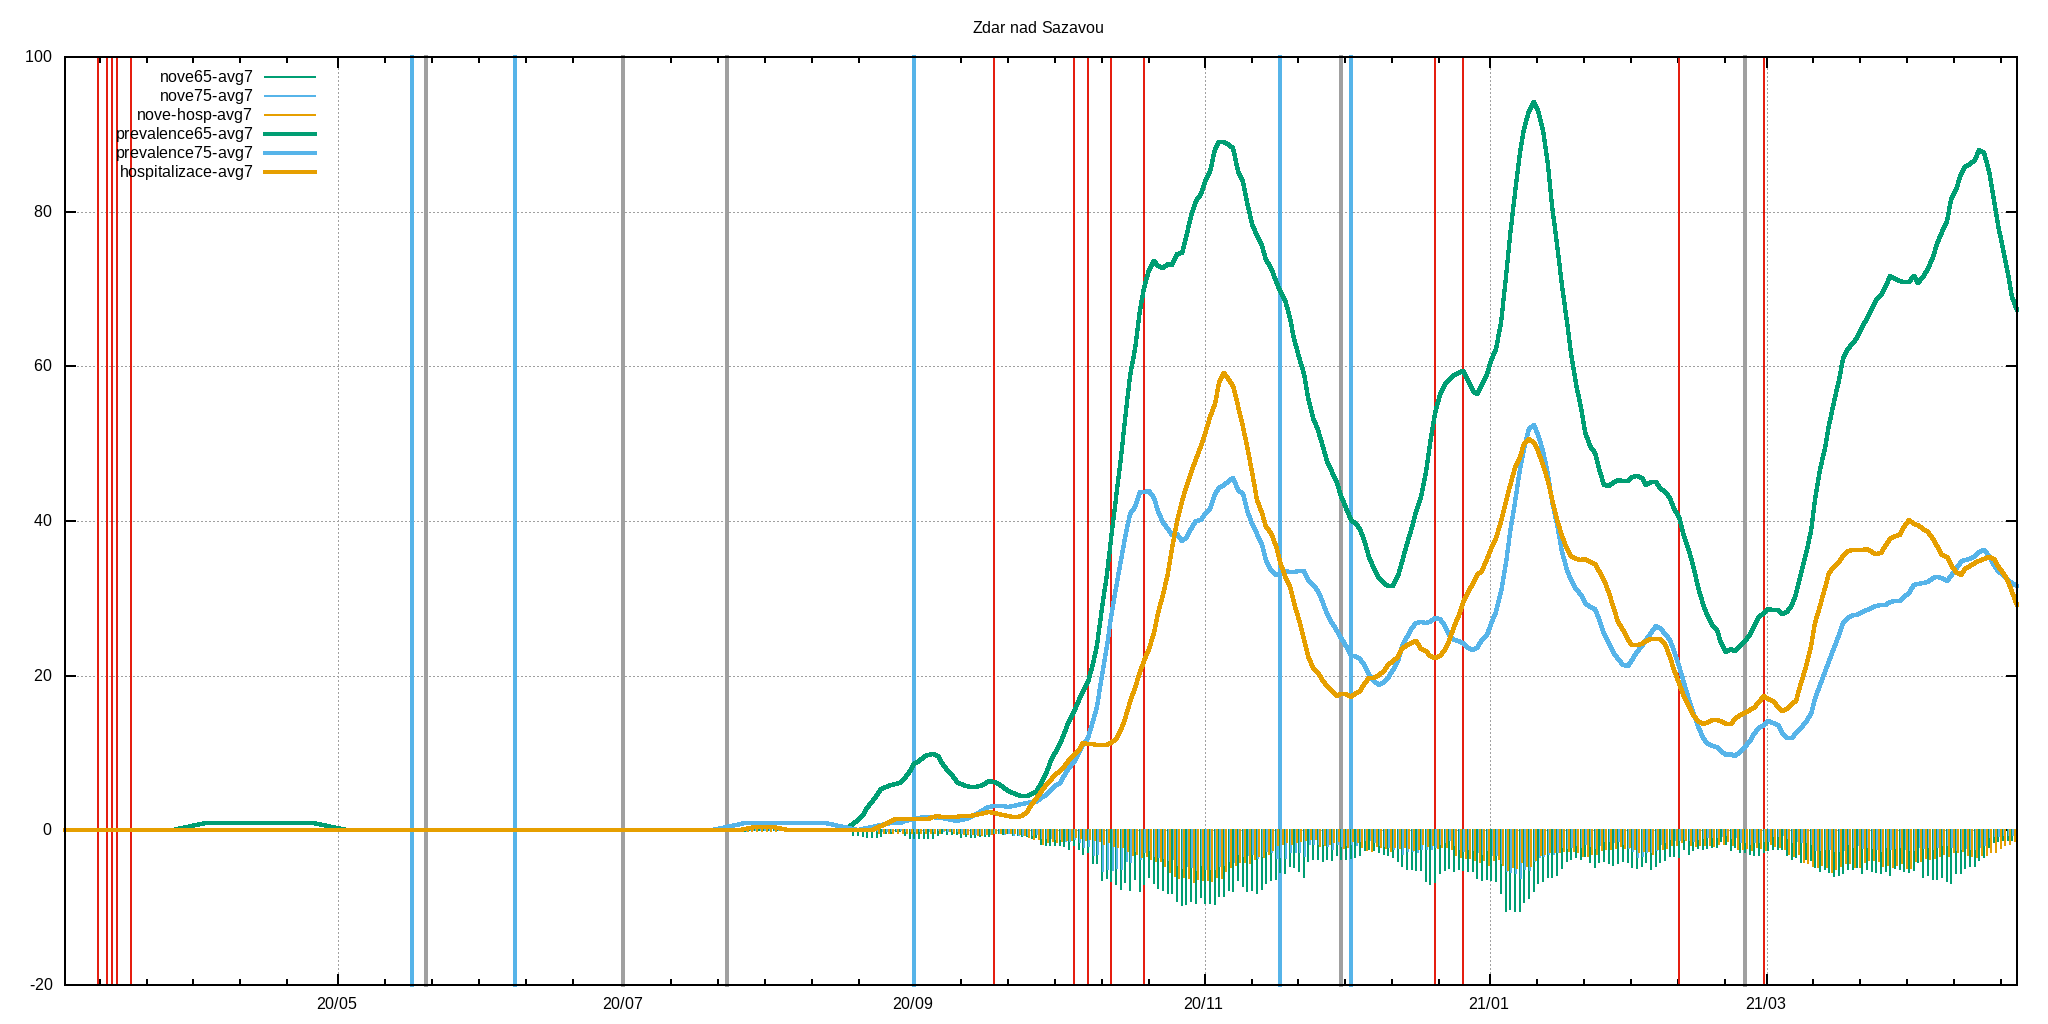 Zdar nad Sazavou
100
80
60
40
20
0
-20
nove65-avg7
nove75-avg7
nove-hosp-avg7
prevalence65-avg7
prevalence75-avg7
hospitalizace-avg7
20/05 20/07 20/09 20/11 21/01 21/03